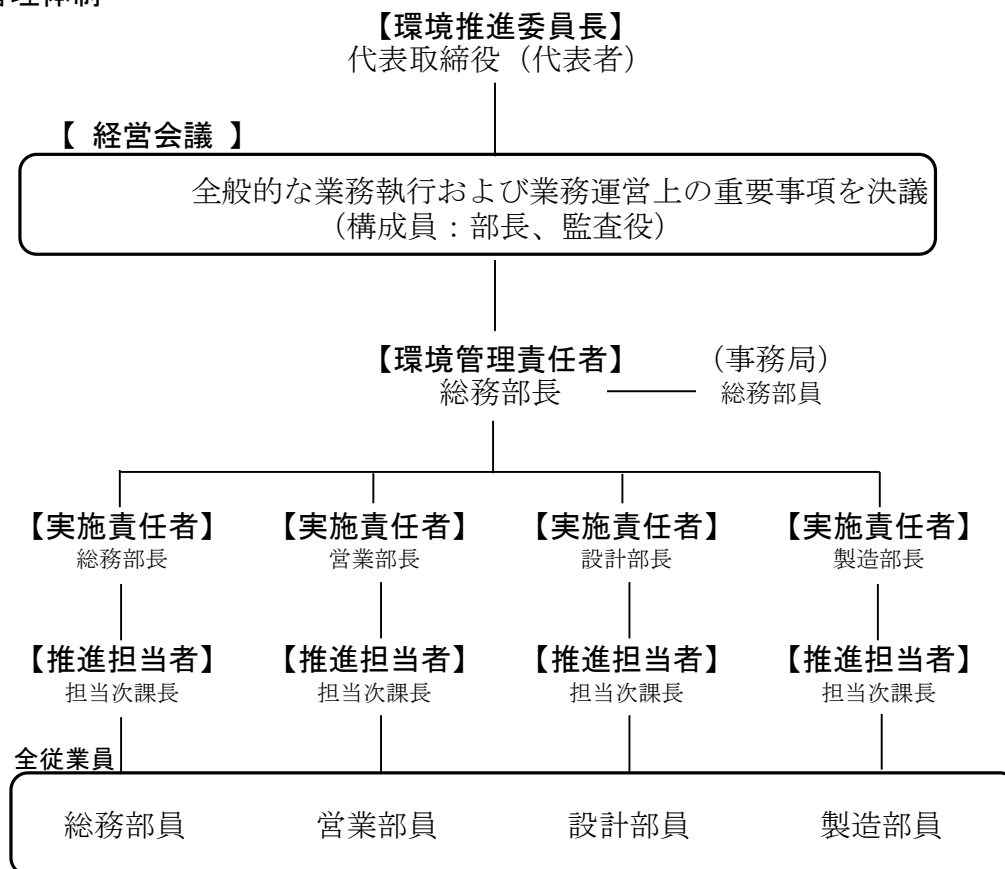 【環境推進委員長】
代表取締役（代表者）
【 経営会議 】
全般的な業務執行および業務運営上の重要事項を決議
（構成員：部長、監査役）
【環境管理責任者】 （事務局）
総務部長 総務部員
【実施責任者】 【実施責任者】 【実施責任者】 【実施責任者】
総務部長 営業部長 設計部長 製造部長
【推進担当者】 【推進担当者】 【推進担当者】 【推進担当者】
担当次課長 担当次課長 担当次課長 担当次課長
全従業員
総務部員 営業部員 設計部員 製造部員